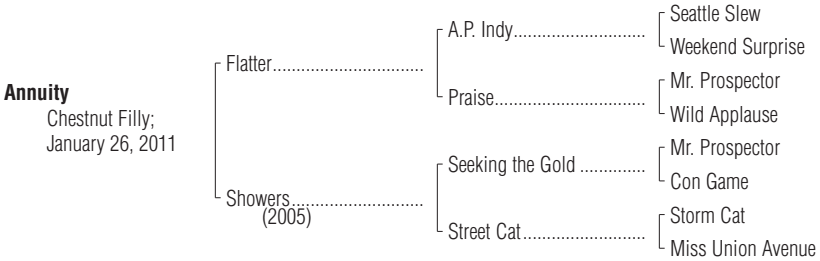 Seattle Slew
A.P. Indy..............................
Weekend Surprise
Flatter..................................
Annuity
Mr. Prospector
Praise..................................
Chestnut Filly;
Wild Applause
January 26, 2011
Mr. Prospector
Seeking the Gold ...............
Con Game
Showers..............................
(2005)
Storm Cat
Street Cat............................
Miss Union Avenue